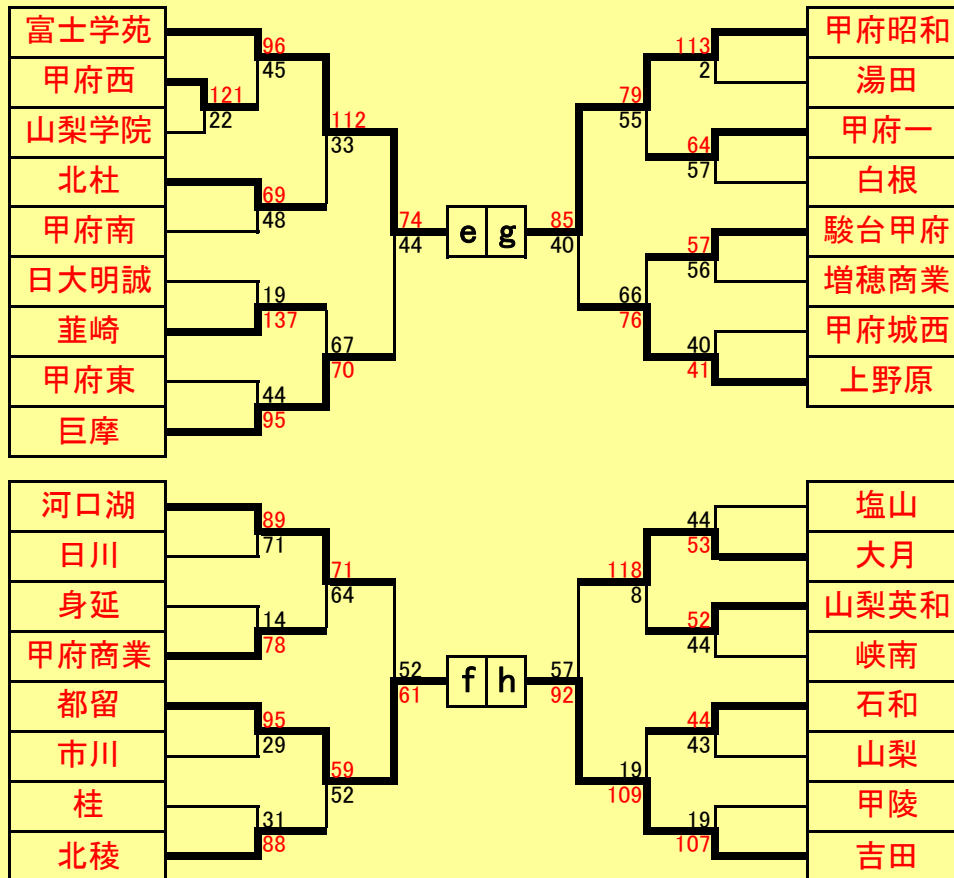 富士学苑
甲府西
山梨学院
北杜
甲府南
日大明誠
韮崎
甲府東
巨摩
96
45
121
22
69
48
19
137
44
95
112
33
67
70
74
44
e g
85
40
79
55
66
76
113
2
64
57
57
56
40
41
甲府昭和
湯田
甲府一
白根
駿台甲府
増穂商業
甲府城西
上野原
河口湖
日川
身延
甲府商業
都留
市川
桂
北稜
89
71
14
78
95
29
31
88
71
64
59
52
52
61
f h
57
92
118
8
19
109
44
53
52
44
44
43
19
107
塩山
大月
山梨英和
峡南
石和
山梨
甲陵
吉田